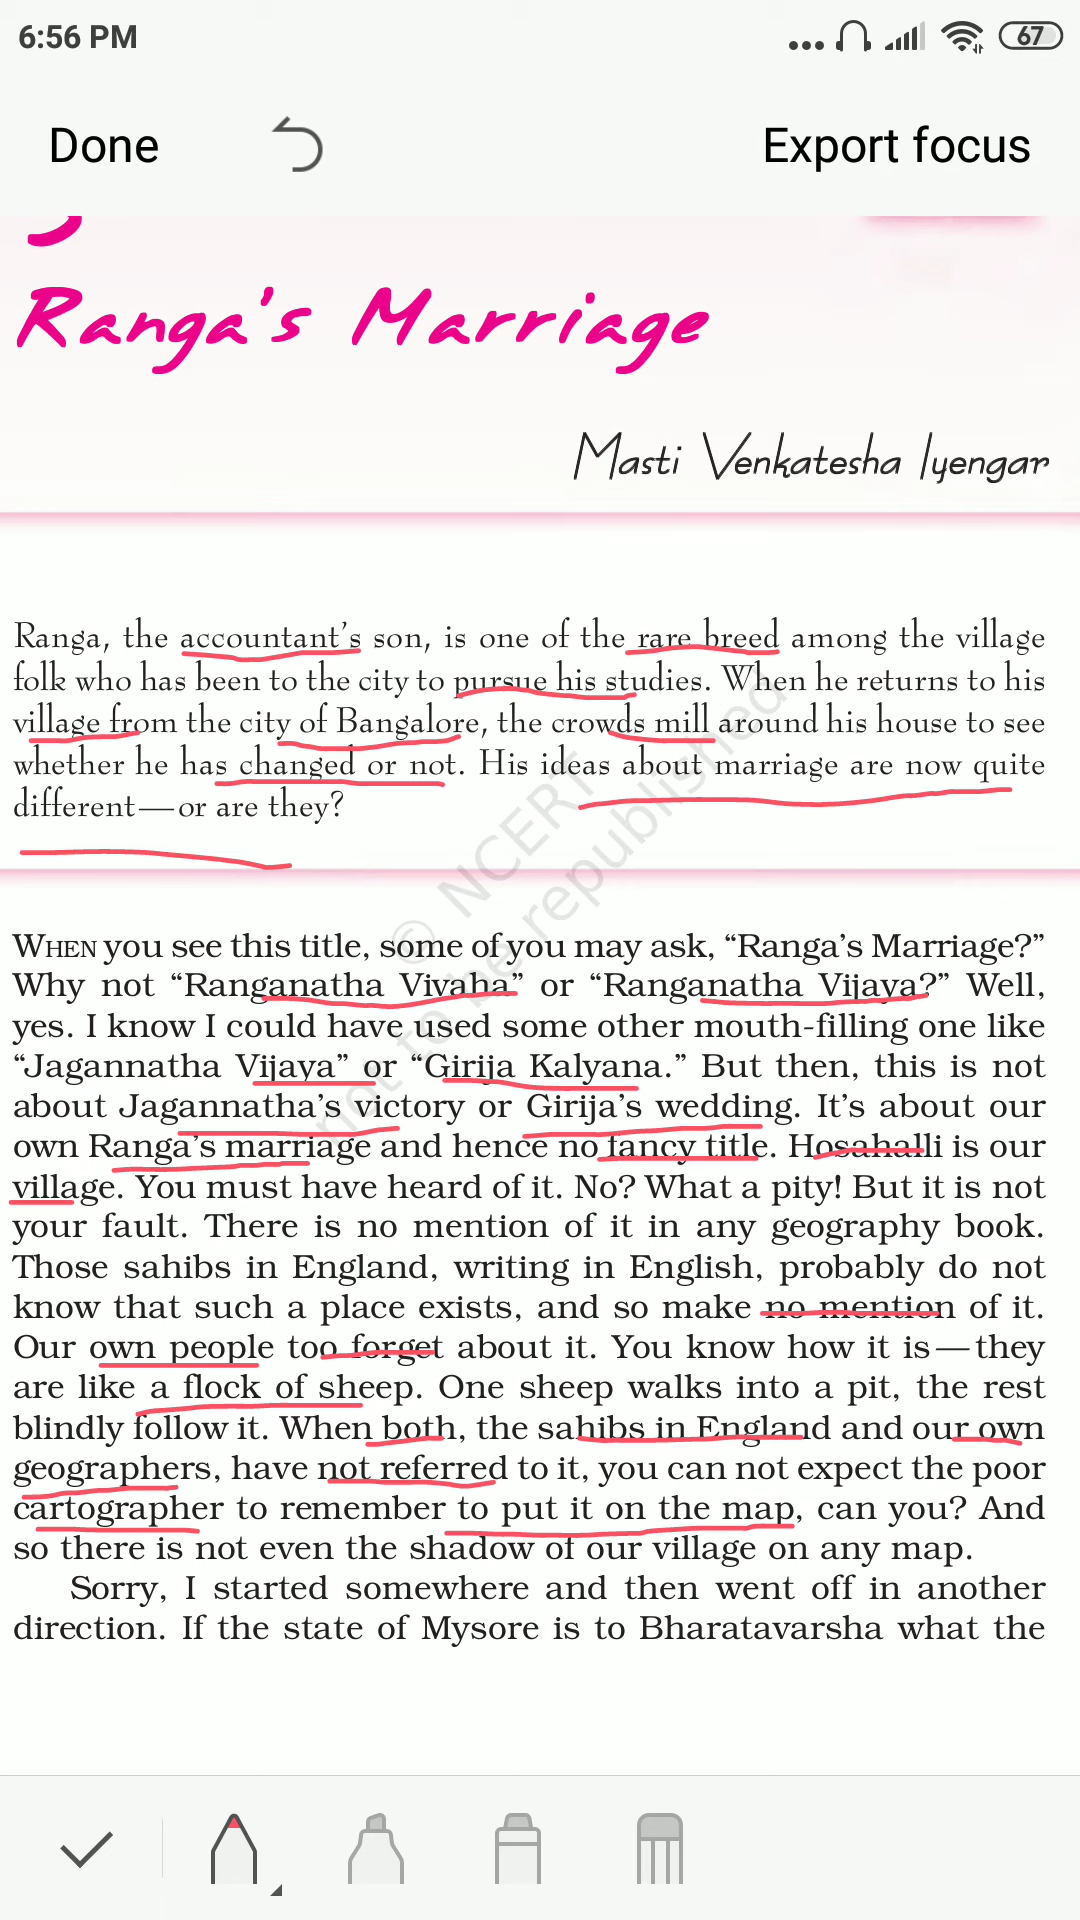 6:56 PM
67
Done
Export focus
Ranga's Marriage
Masti Venkatesha Iyengar
Ranga, the accountant's son, is one of the rare breed among the village
folk who has been to the city to pursue his studies. When he returns to his
village from the city of Bangalore, the crowds mill around his house to see
whether he has changed or not. His ideas about marriage are now quite
different—or are they?
© NCERT
not to be republished
WHEN you see this title, some of you may ask, “Ranga's Marriage?”
Why not “Ranganatha Vivaha” or “Ranganatha Vijaya?” Well,
yes. I know I could have used some other mouth-filling one like
“Jagannatha Vijaya” or “Girija Kalyana.” But then, this is not
about Jagannatha's victory or Girija's wedding. It's about our
own Ranga's marriage and hence no fancy title. Hosahalli is our
village. You must have heard of it. No? What a pity! But it is not
your fault. There is no mention of it in any geography book.
Those sahibs in England, writing in English, probably do not
know that such a place exists, and so make no mention of it.
Our own people too forget about it. You know how it is—they
are like a flock of sheep. One sheep walks into a pit, the rest
blindly follow it. When both, the sahibs in England and our own
geographers, have not referred to it, you can not expect the poor
cartographer to remember to put it on the map, can you? And
so there is not even the shadow of our village on any map.
Sorry, I started somewhere and then went off in another
direction. If the state of Mysore is to Bharatavarsha what the